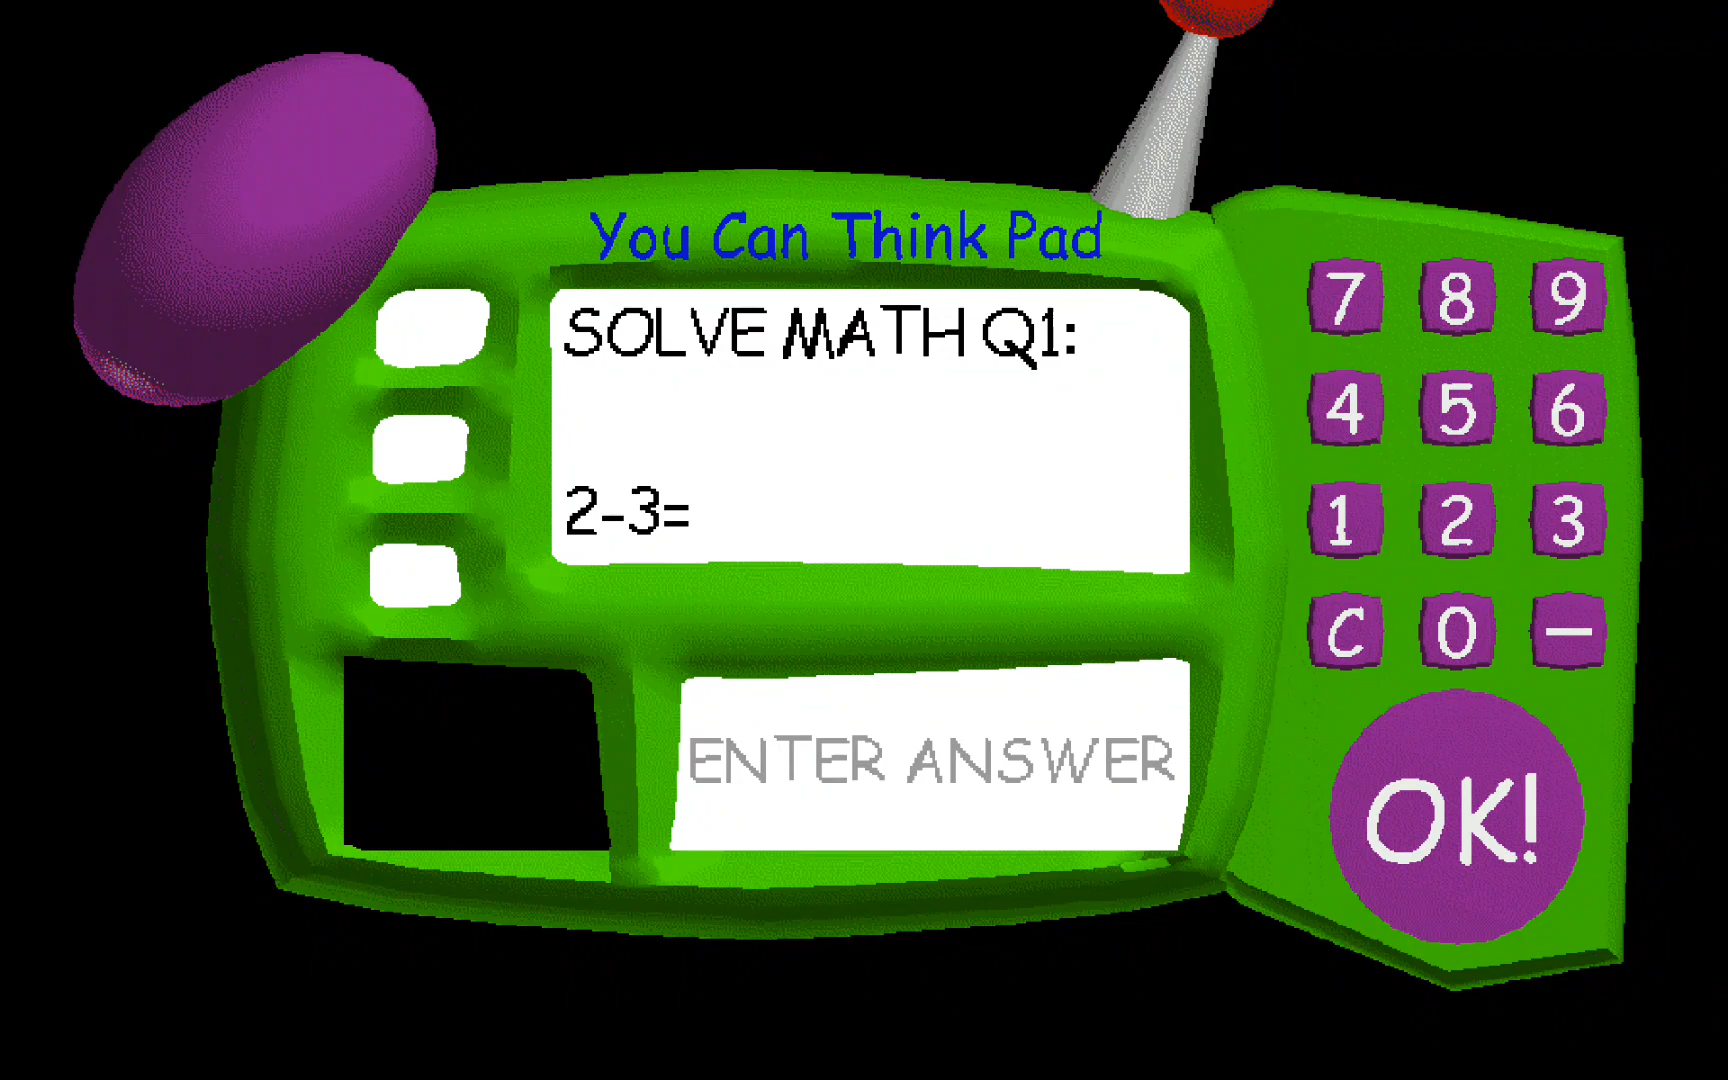 You Can Think Pad
SOLVE MATH Q1:
2-3=
ENTER ANSWER
7 8 9
4 5 6
1 2 3
C 0 −
OK!